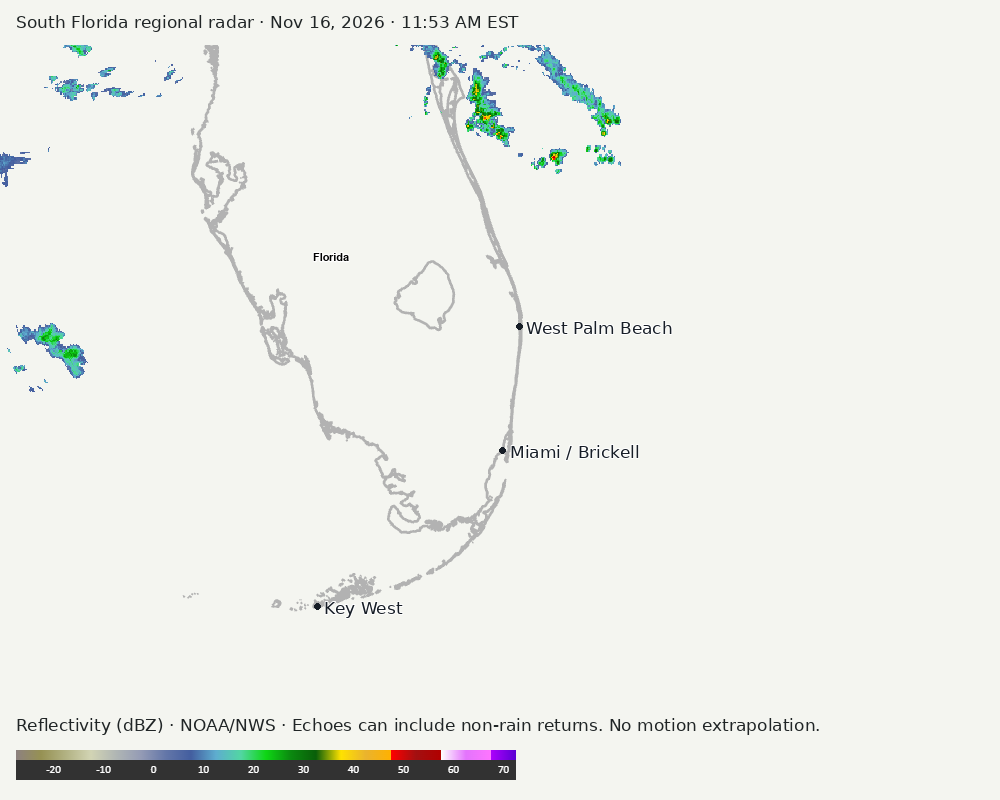 South Florida regional radar · Nov 16, 2026 · 11:53 AM EST
Florida
West Palm Beach
Miami / Brickell
Key West
Reflectivity (dBZ) · NOAA/NWS · Echoes can include non-rain returns. No motion extrapolation.
-20 -10 0 10 20 30 40 50 60 70